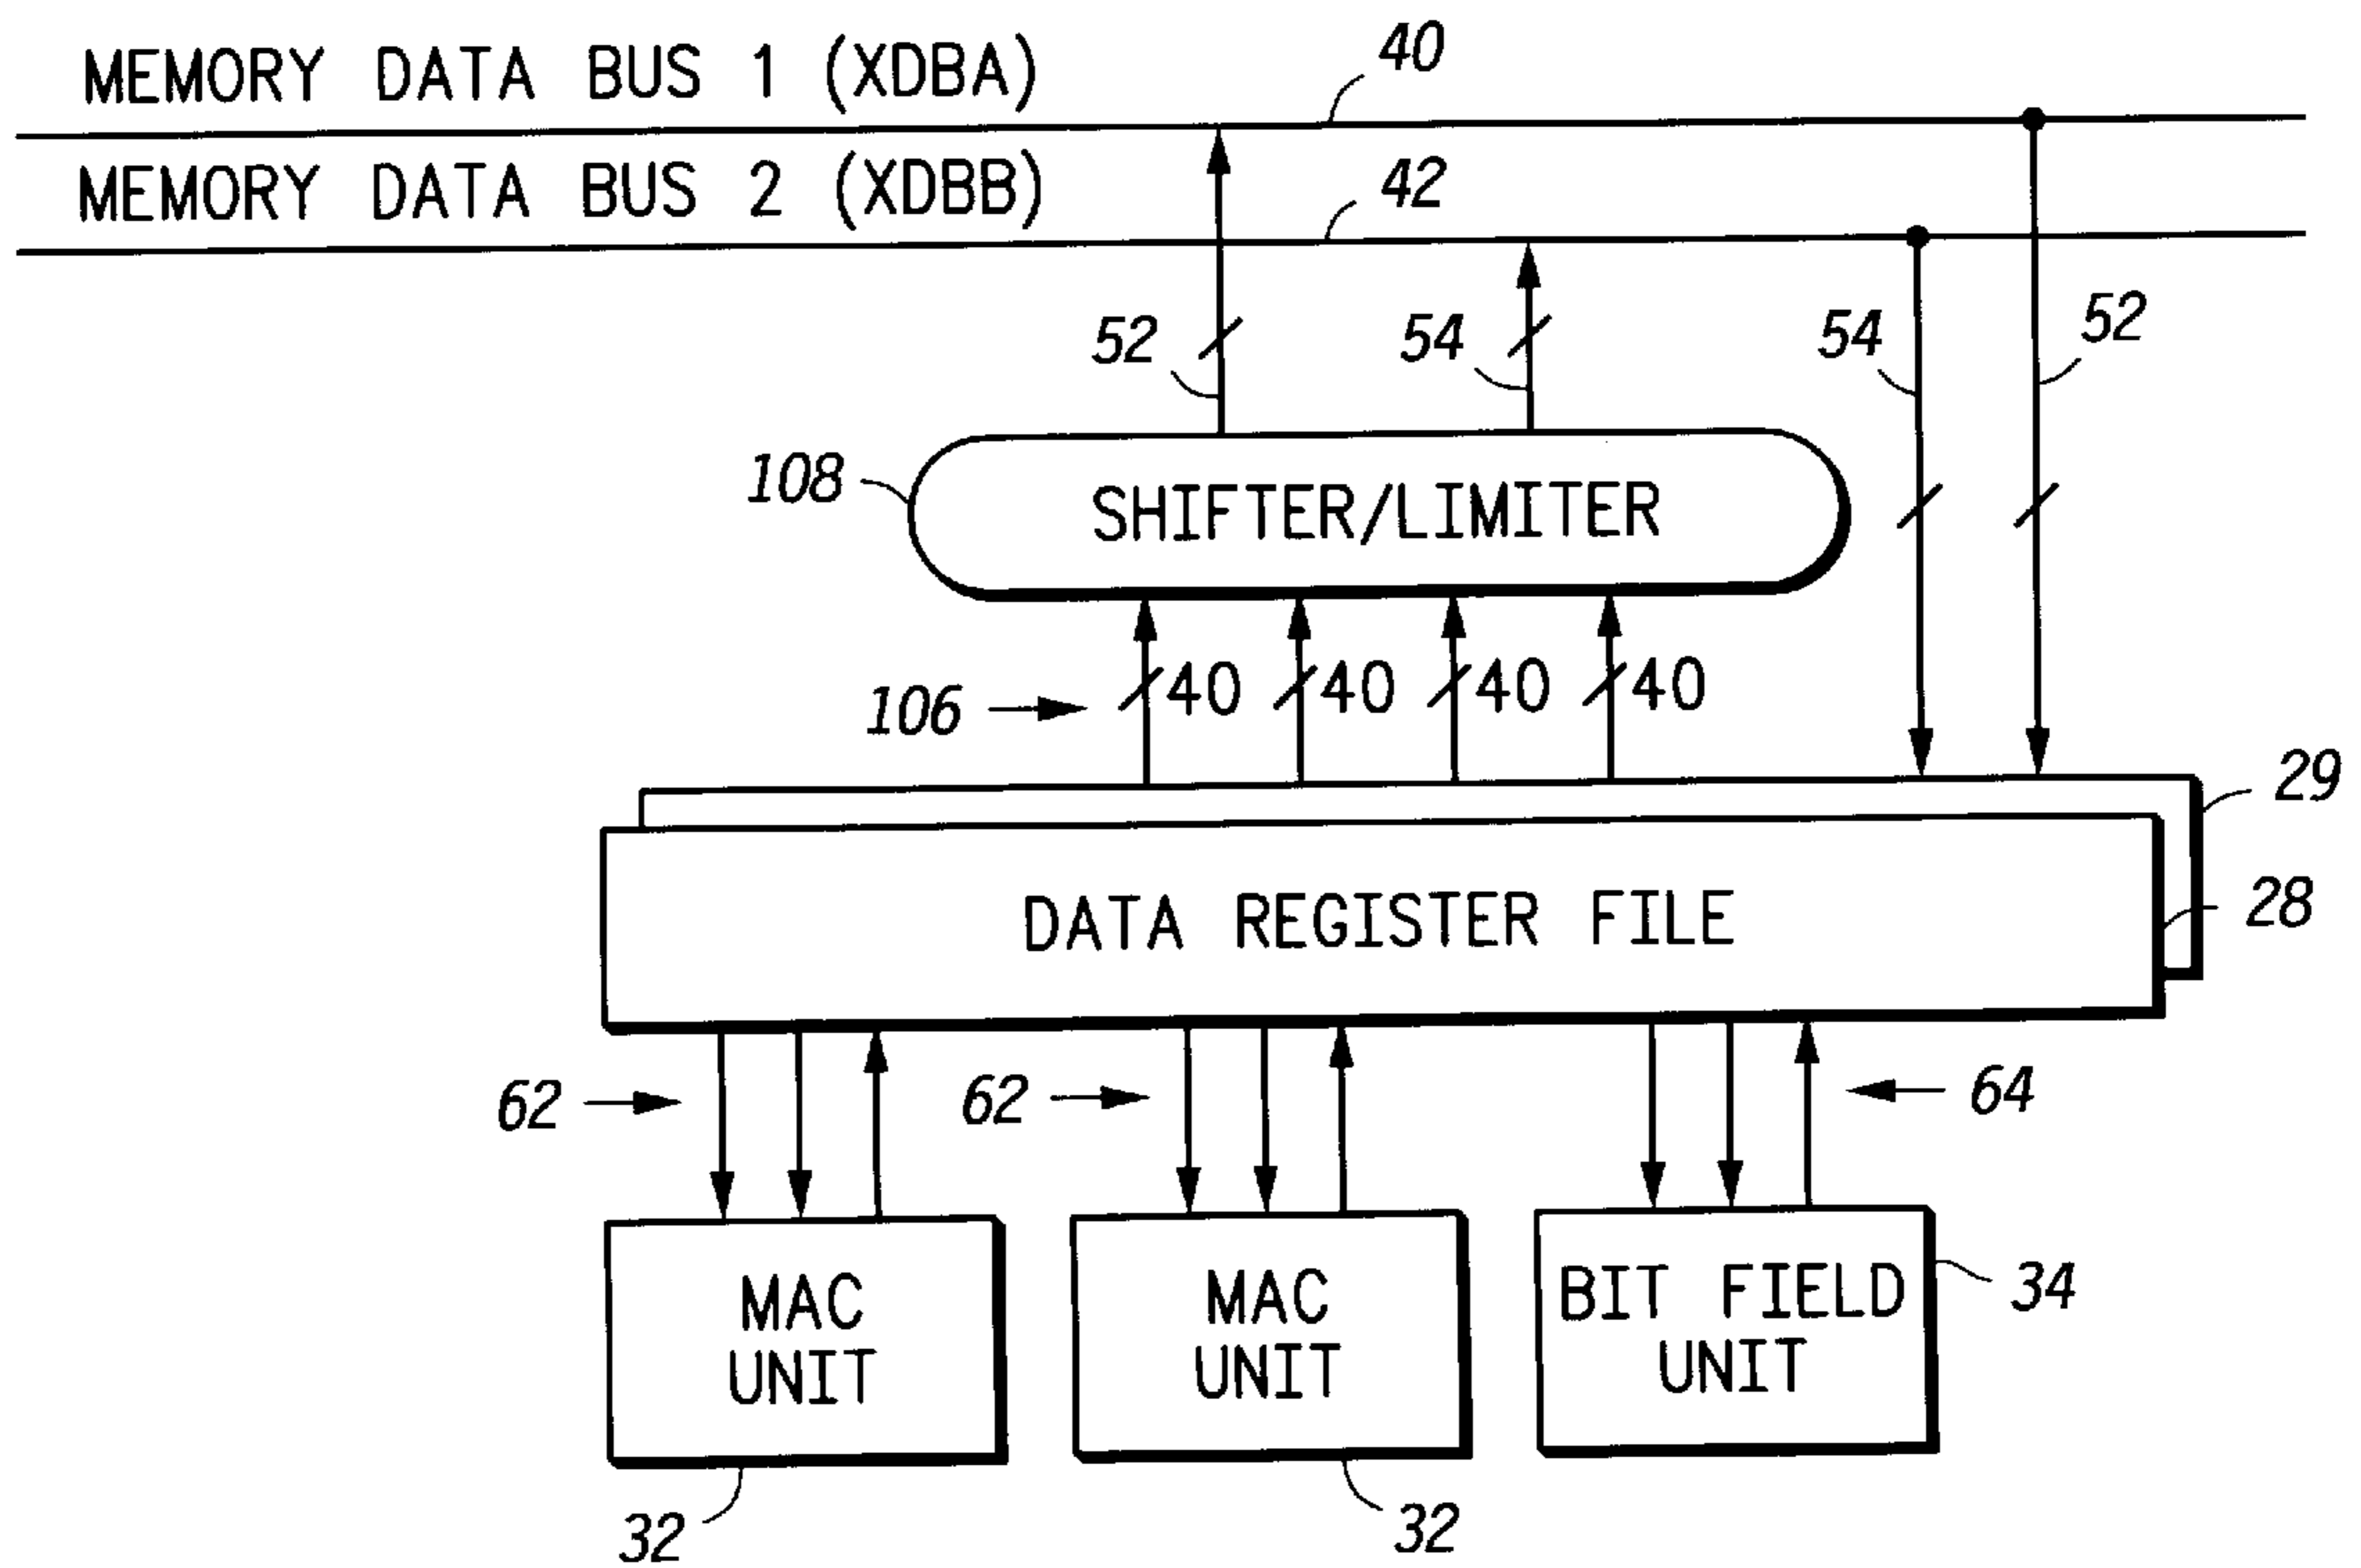 MEMORY DATA BUS 1 (XDBA)
40
MEMORY DATA BUS 2 (XDBB)
42
52
54
54
52
108
SHIFTER/LIMITER
106
40
40
40
40
29
DATA REGISTER FILE
28
62
62
64
MAC
UNIT
MAC
UNIT
BIT FIELD
UNIT
34
32
32